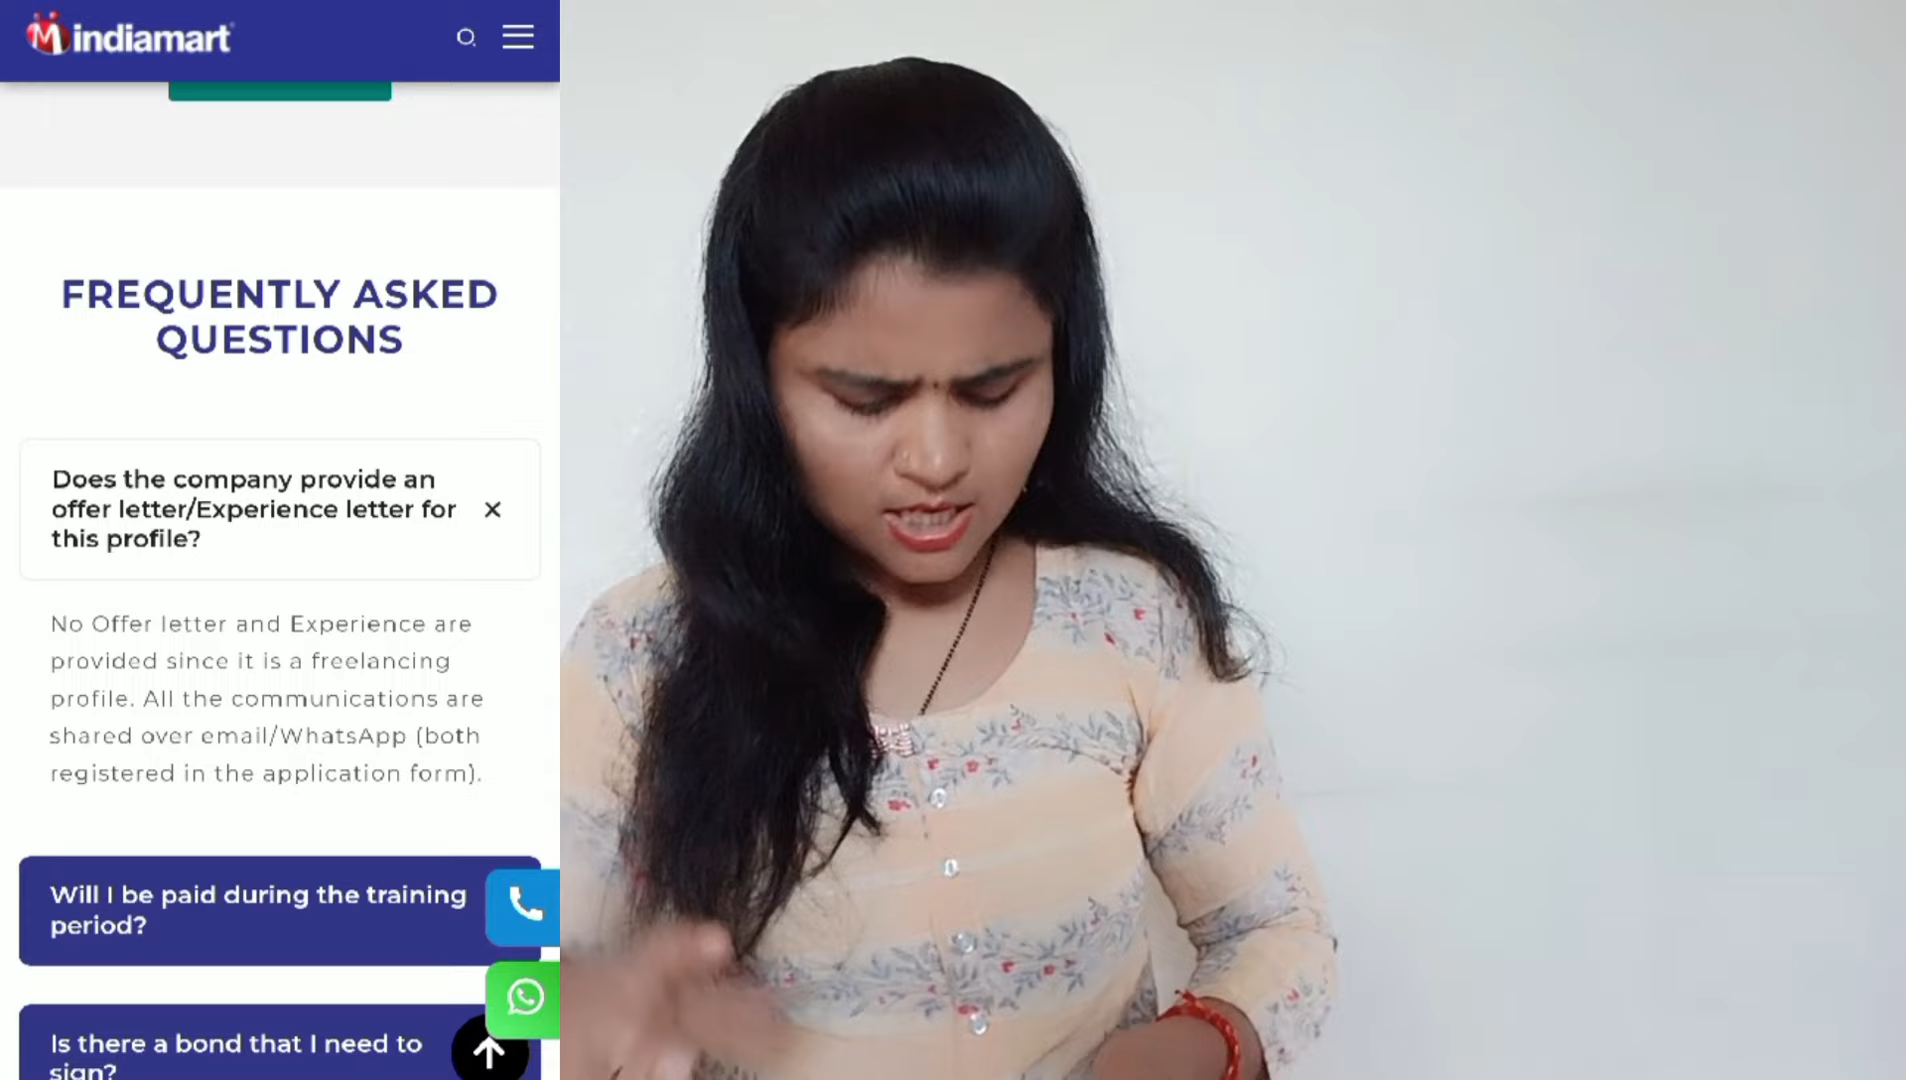 indiamart
FREQUENTLY ASKED
QUESTIONS
Does the company provide an
offer letter/Experience letter for
this profile?
No Offer letter and Experience are
provided since it is a freelancing
profile. All the communications are
shared over email/WhatsApp (both
registered in the application form).
Will I be paid during the training
period?
Is there a bond that I need to
sign?